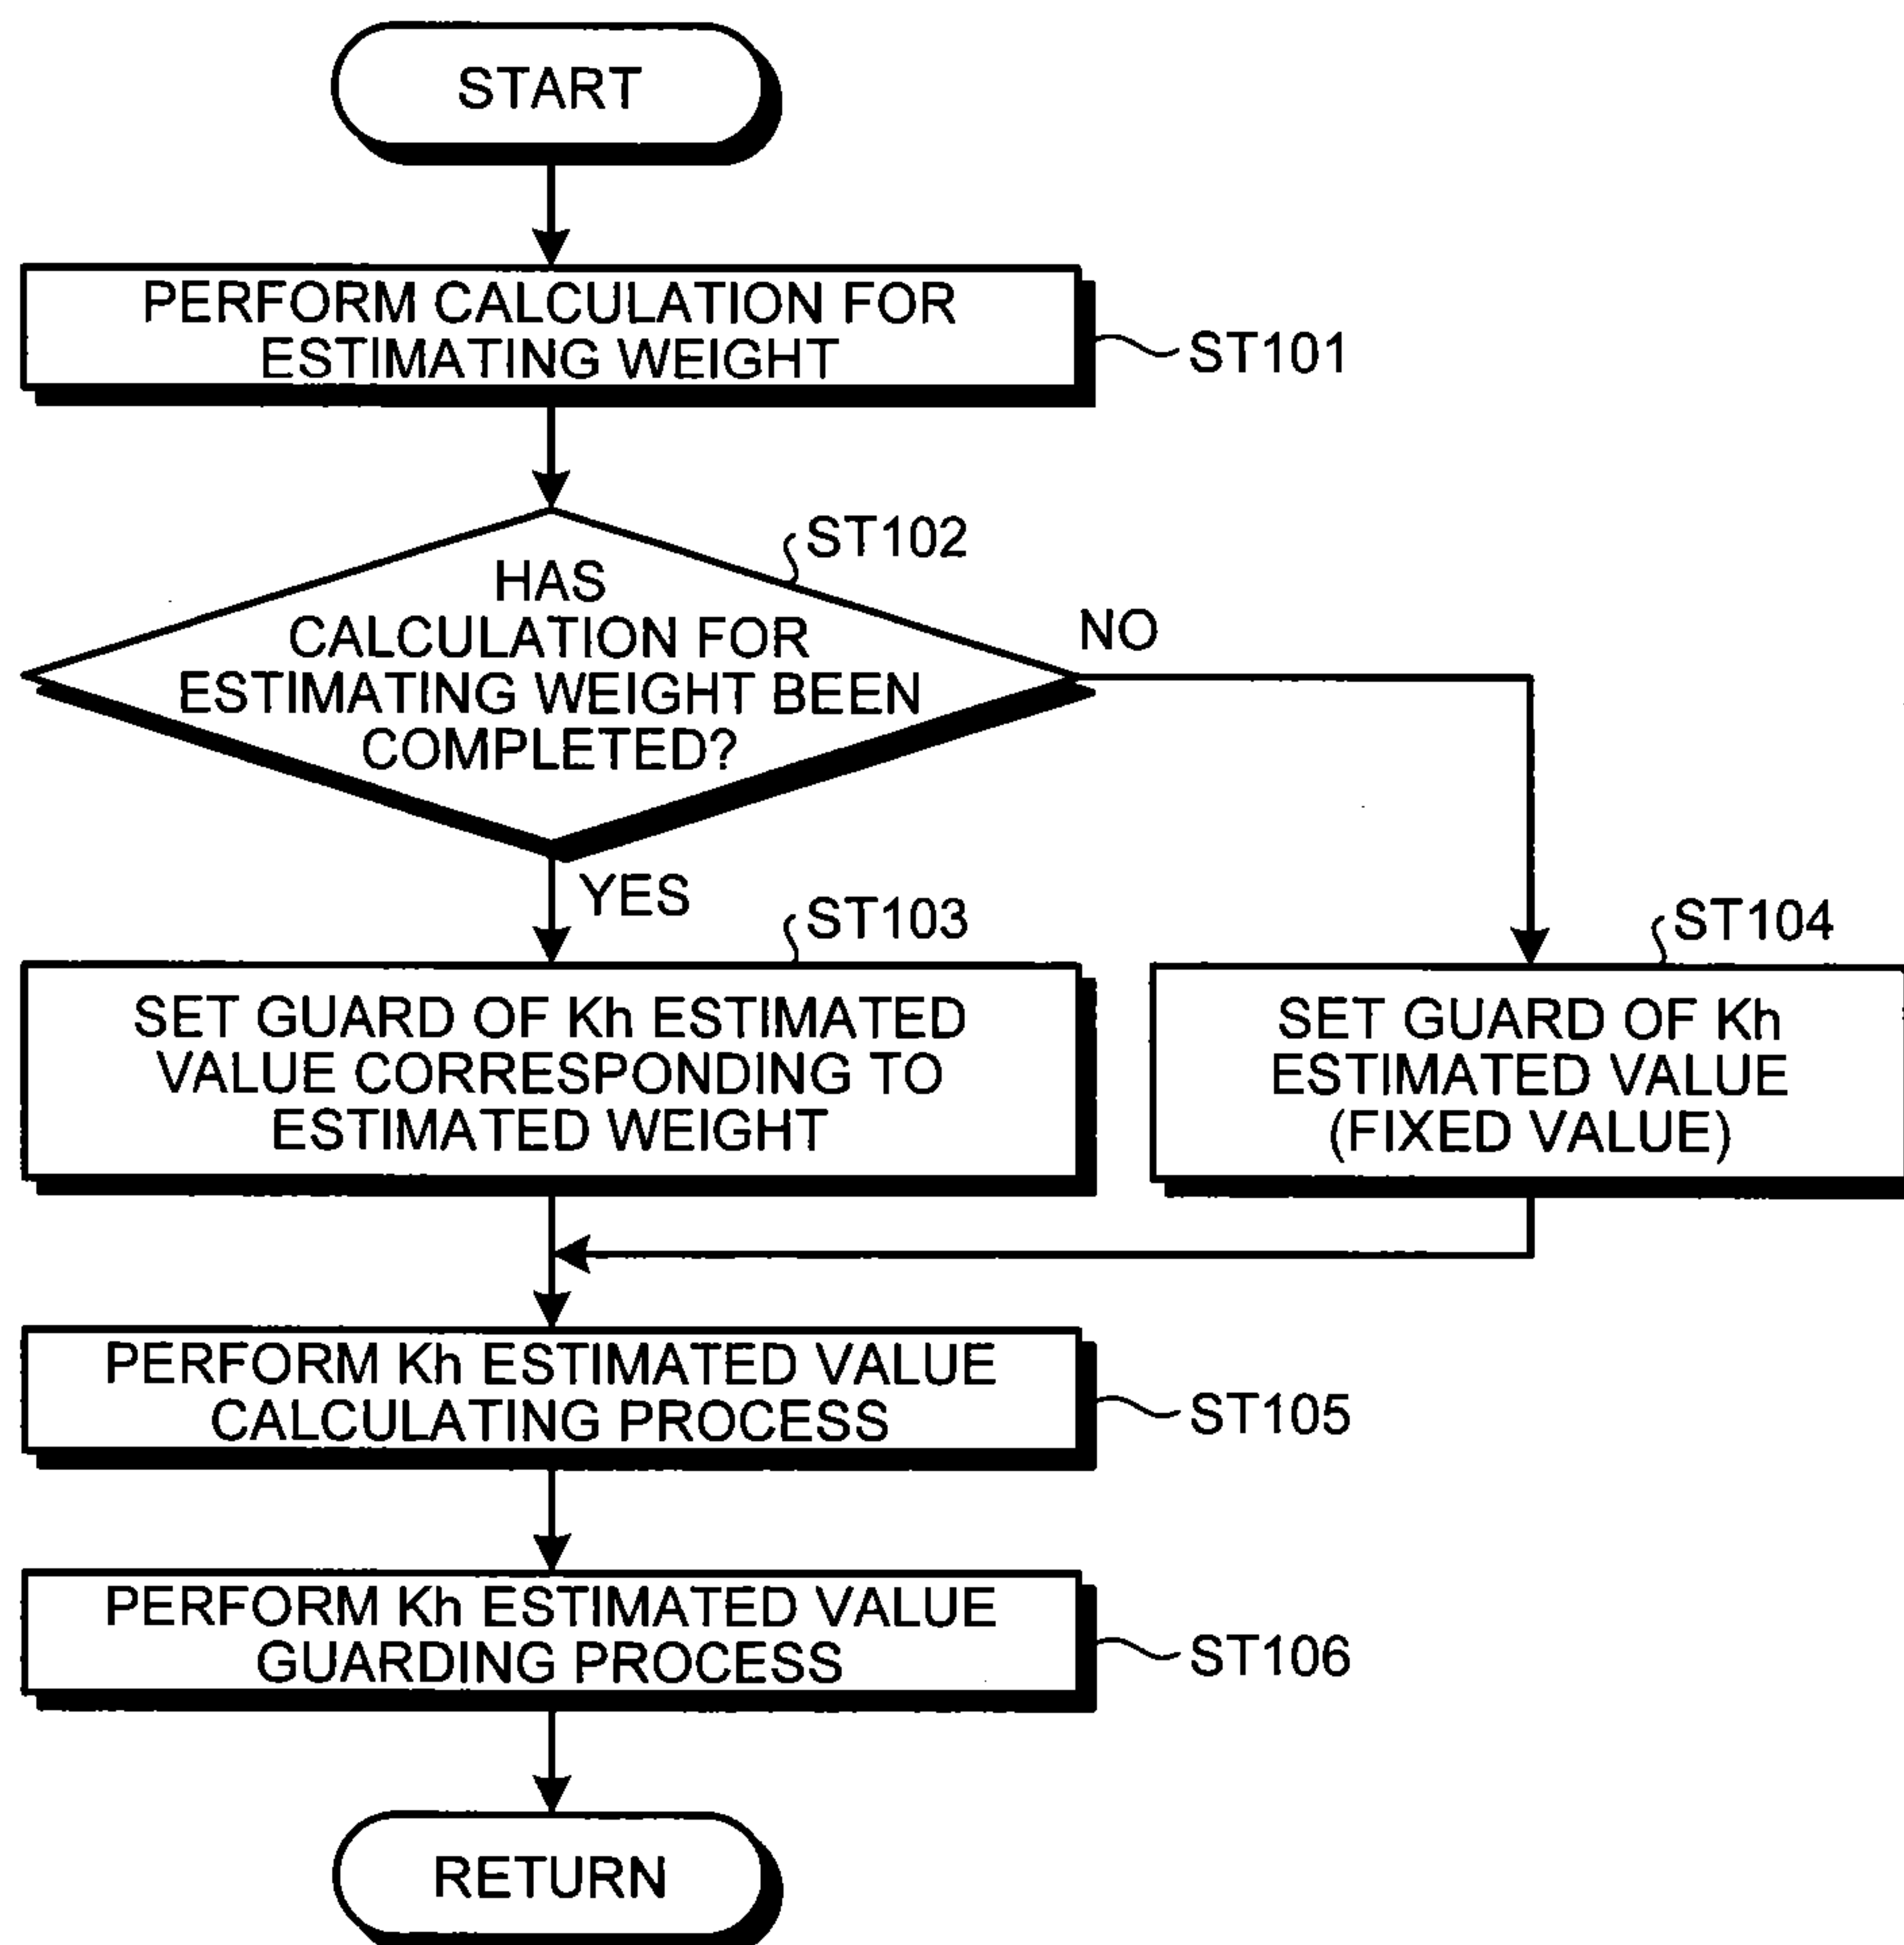 START
PERFORM CALCULATION FOR
ESTIMATING WEIGHT
ST101
ST102
HAS
CALCULATION FOR
ESTIMATING WEIGHT BEEN
COMPLETED?
NO
YES
ST103
SET GUARD OF Kh ESTIMATED
VALUE CORRESPONDING TO
ESTIMATED WEIGHT
ST104
SET GUARD OF Kh
ESTIMATED VALUE
(FIXED VALUE)
PERFORM Kh ESTIMATED VALUE
CALCULATING PROCESS
ST105
PERFORM Kh ESTIMATED VALUE
GUARDING PROCESS
ST106
RETURN